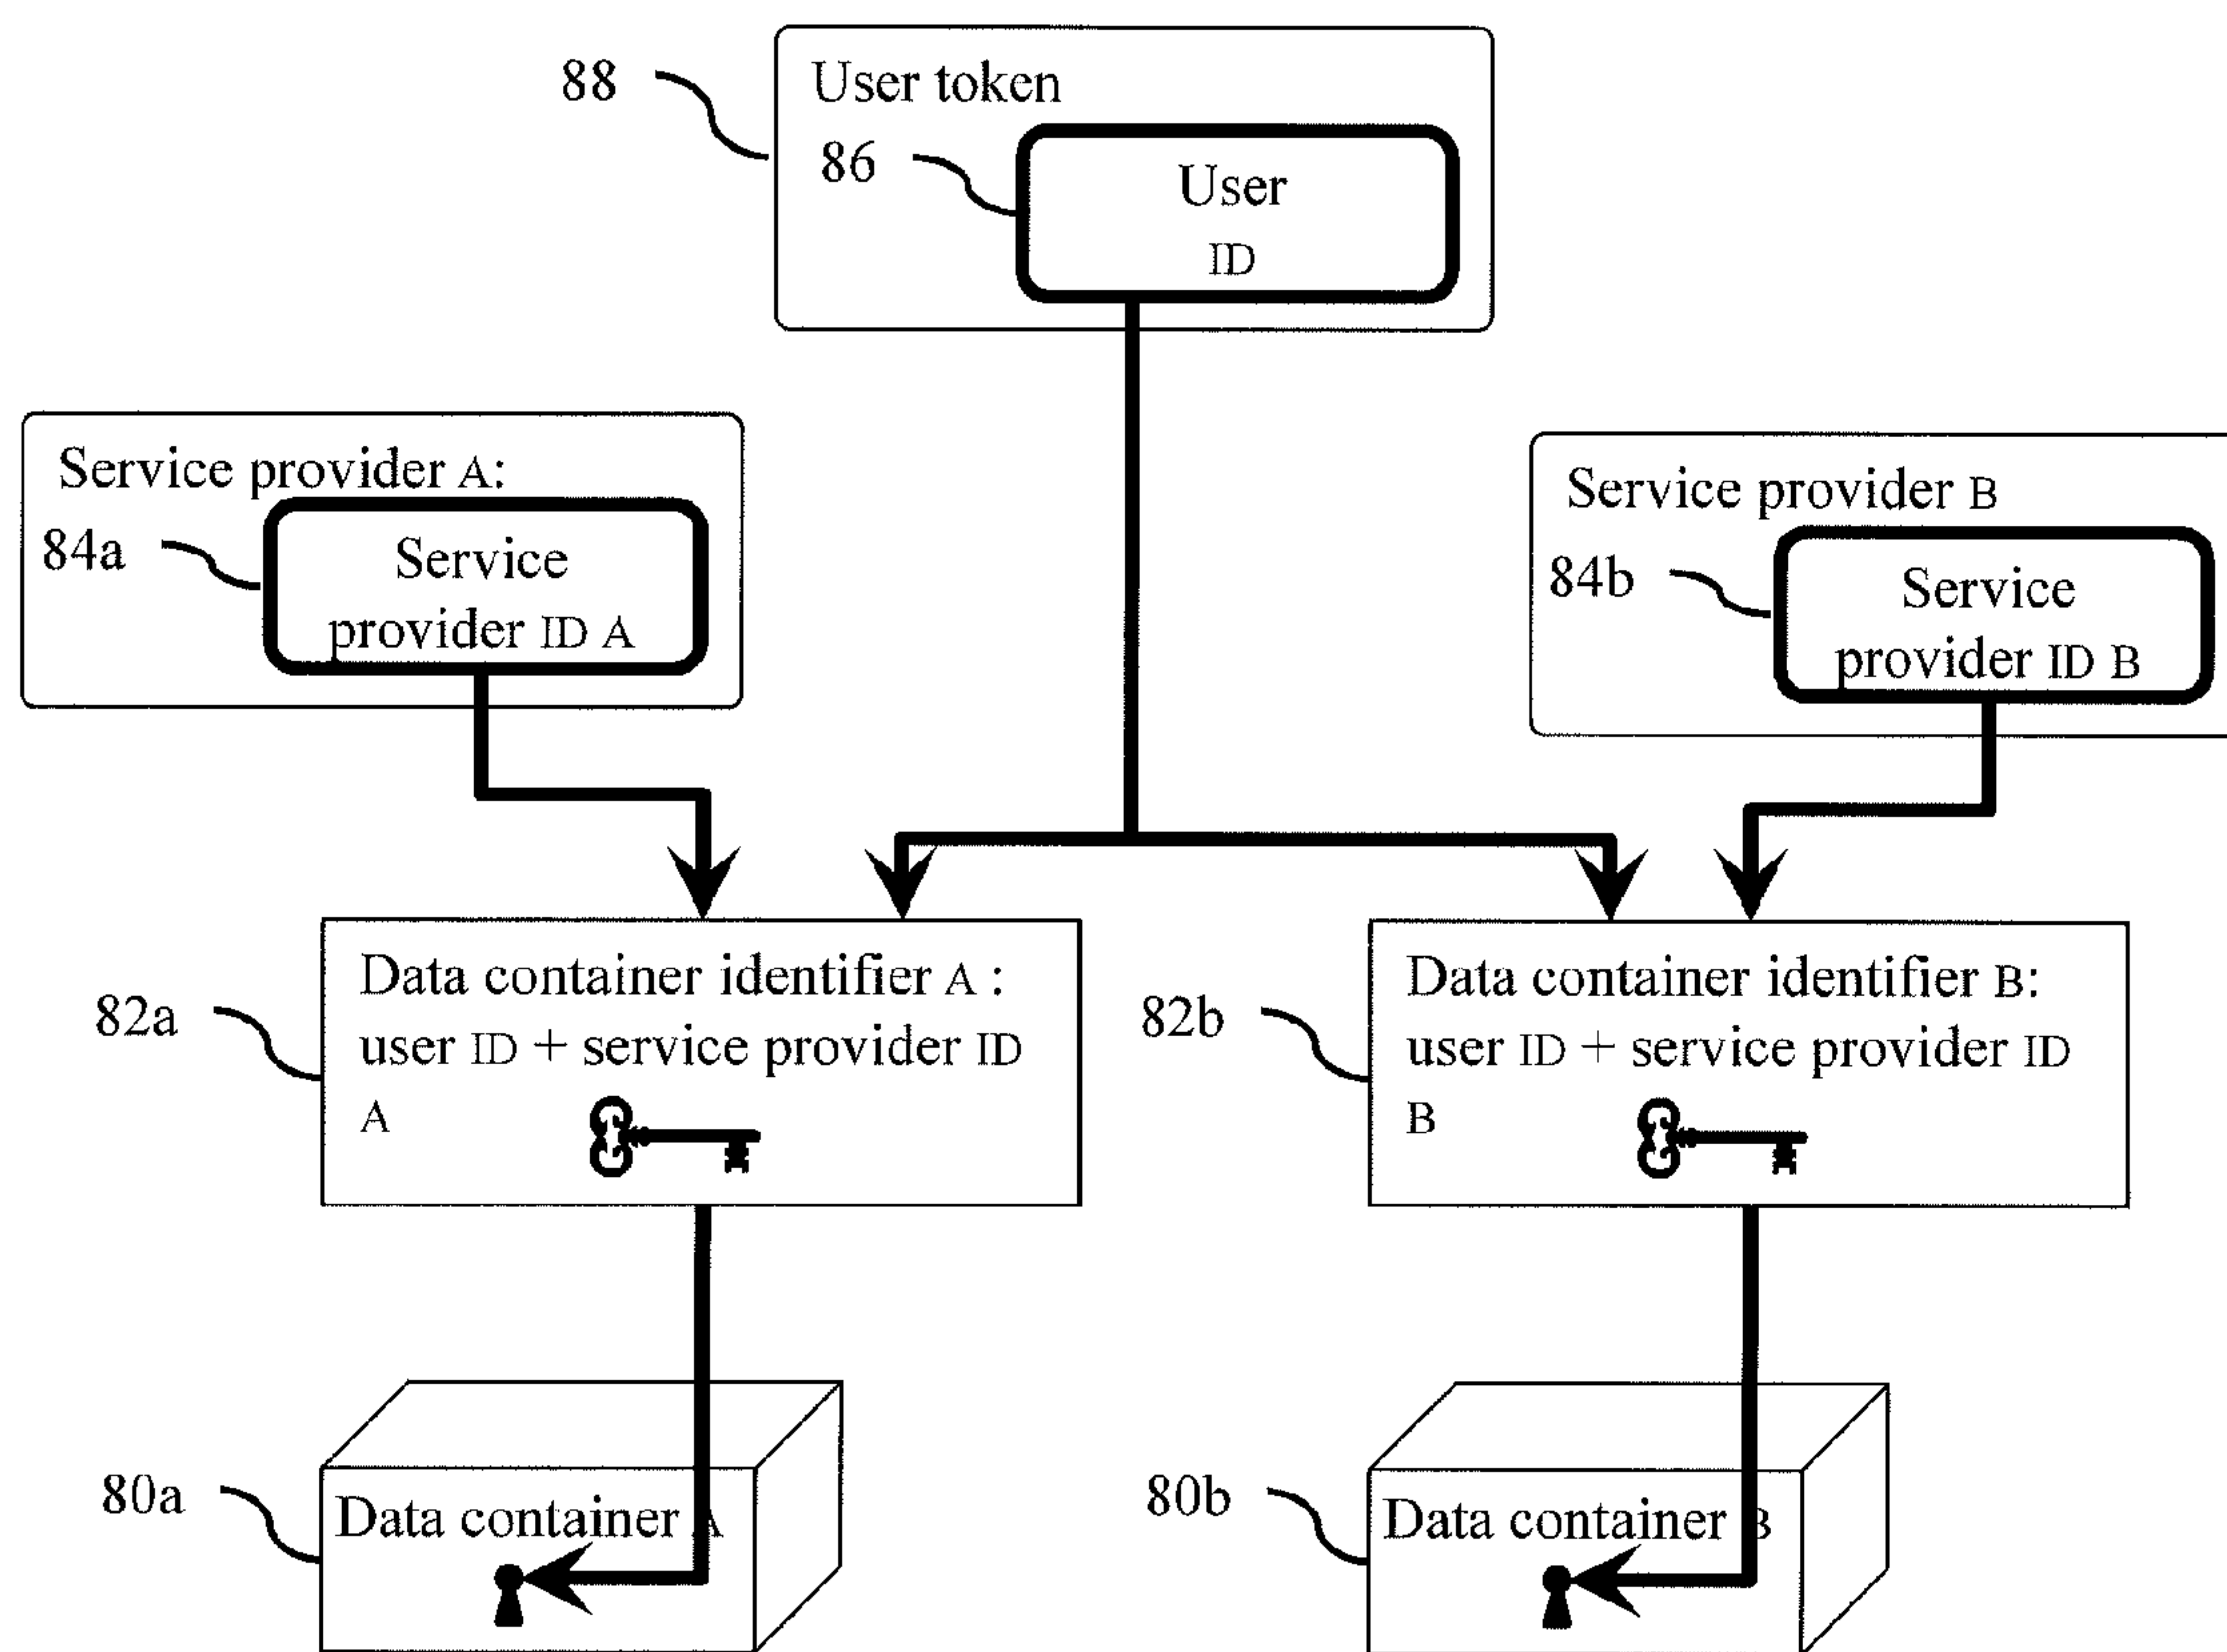 88
User token
86
User
ID
Service provider A:
84a
Service
provider ID A
Service provider B
84b
Service
provider ID B
82a
Data container identifier A :
user ID + service provider ID
A
82b
Data container identifier B:
user ID + service provider ID
B
80a
Data container A
80b
Data container B